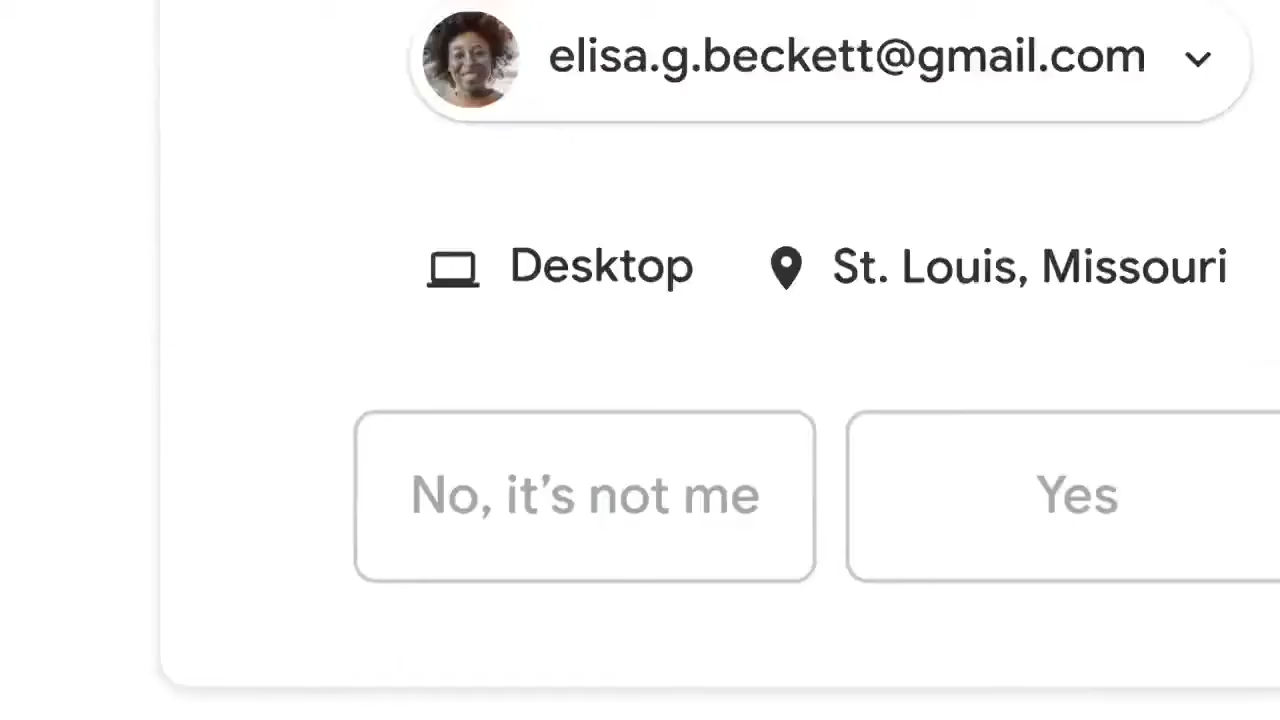 elisa.g.beckett@gmail.com
Desktop St. Louis, Missouri
No, it’s not me Yes